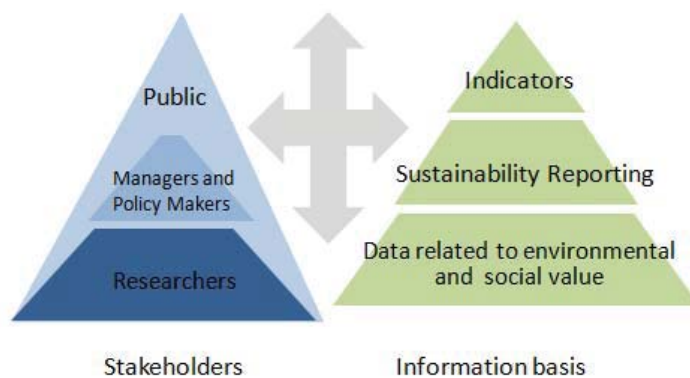 Public
Managers and
Policy Makers
Researchers
Stakeholders
Indicators
Sustainability Reporting
Data related to environmental
and social value
Information basis